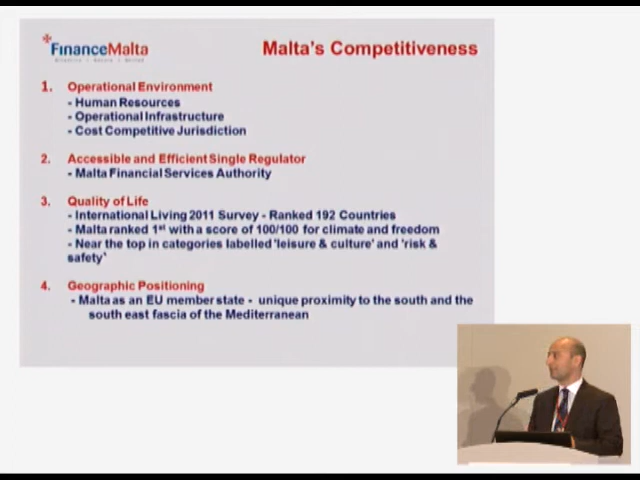 FinanceMalta
Malta's Competitiveness
1. Operational Environment
- Human Resources
- Operational Infrastructure
- Cost Competitive Jurisdiction
2. Accessible and Efficient Single Regulator
- Malta Financial Services Authority
3. Quality of Life
- International Living 2011 Survey - Ranked 192 Countries
- Malta ranked 1st with a score of 100/100 for climate and freedom
- Near the top in categories labelled 'leisure & culture' and 'risk &
safety'
4. Geographic Positioning
- Malta as an EU member state - unique proximity to the south and the
south east fascia of the Mediterranean